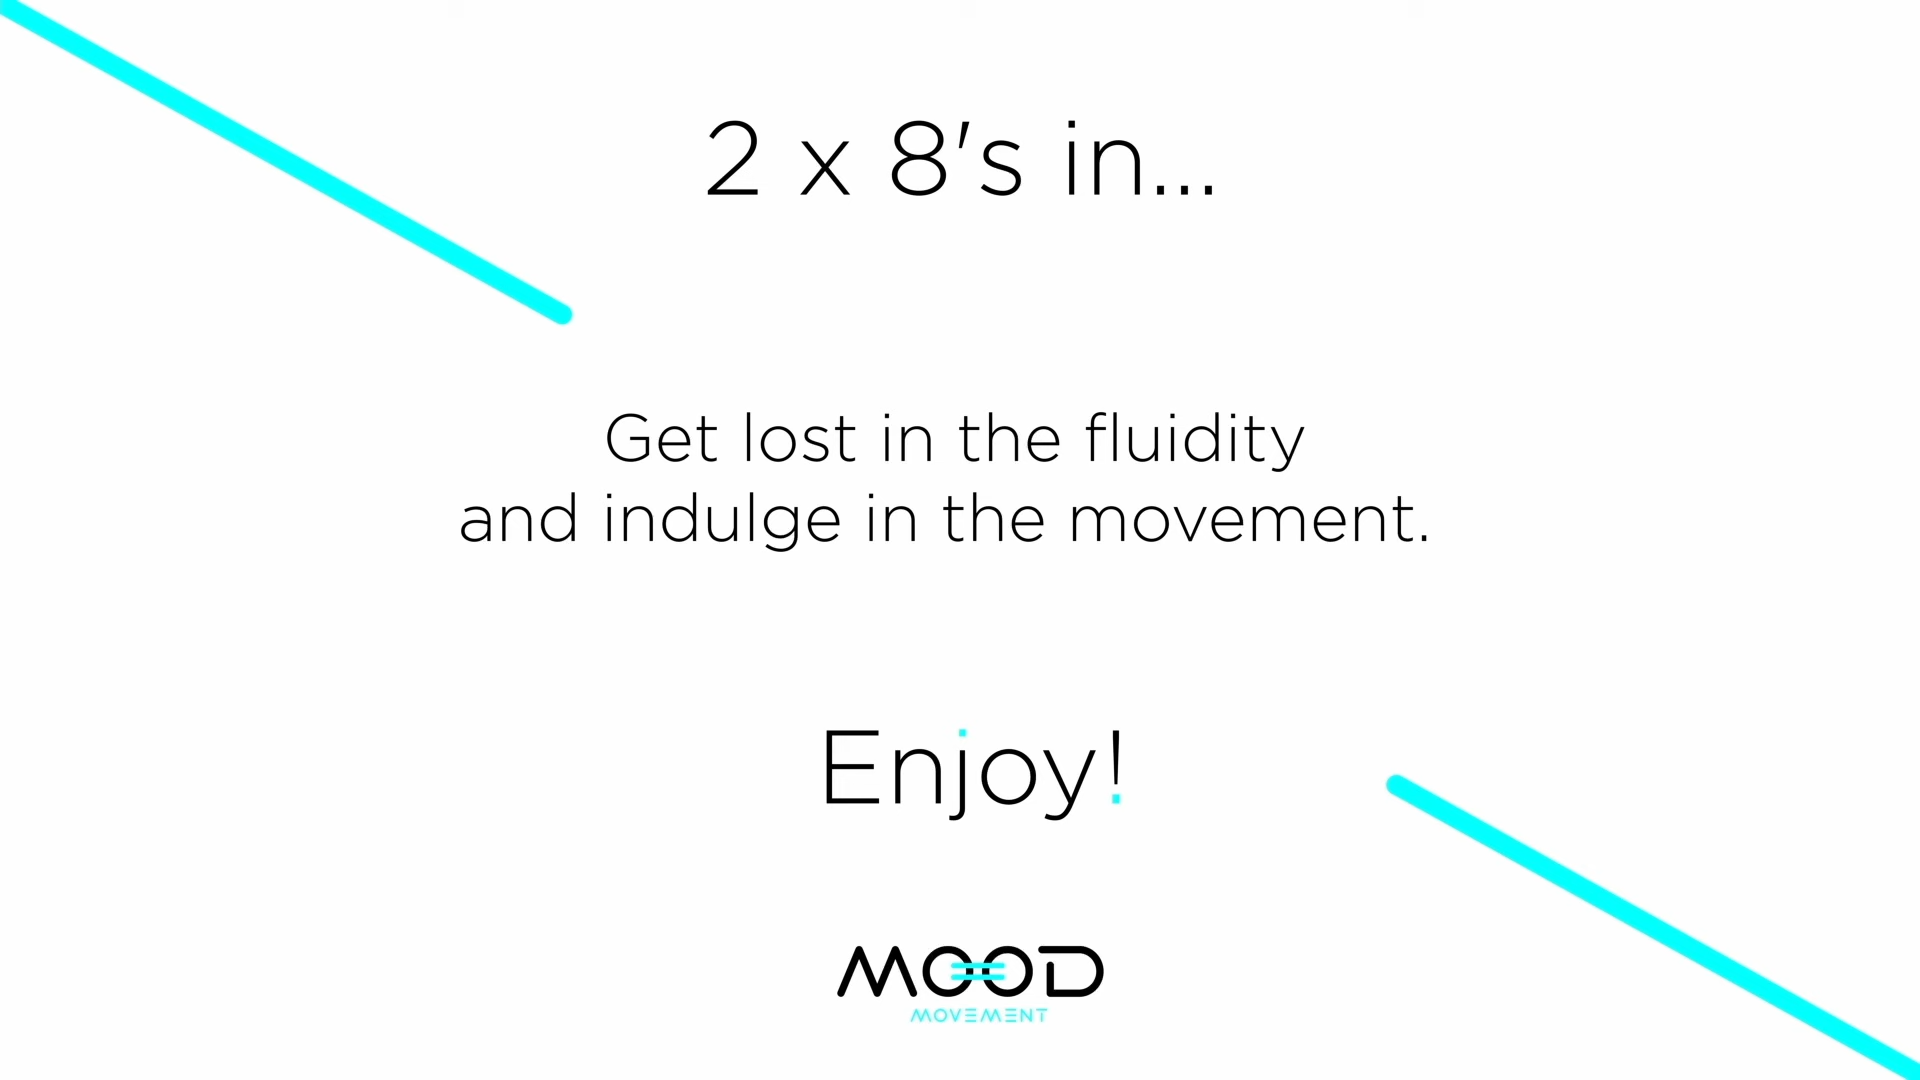 2 x 8's in...
Get lost in the fluidity
and indulge in the movement.
Enjoy!
MOOD
MOVEMENT